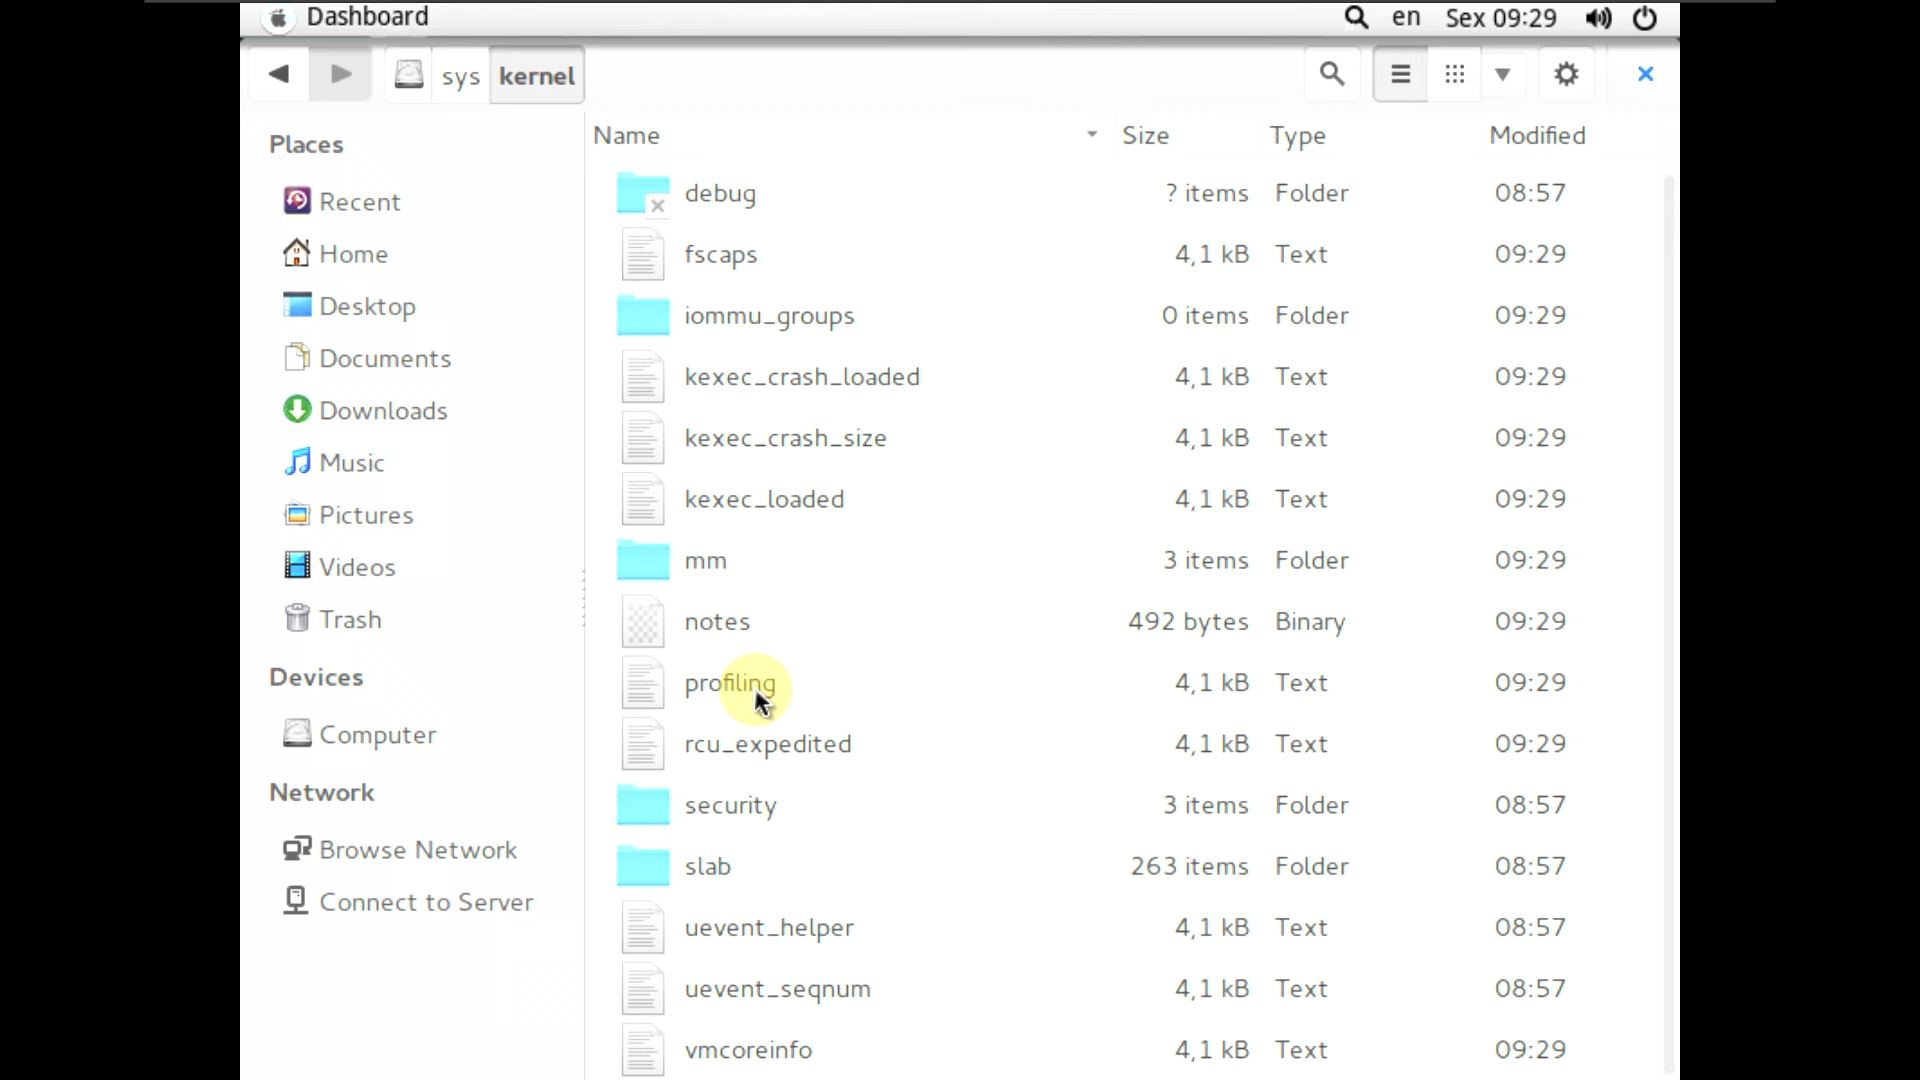 Dashboard
en Sex 09:29
sys kernel
Places
Recent
Home
Desktop
Documents
Downloads
Music
Pictures
Videos
Trash
Devices
Computer
Network
Browse Network
Connect to Server
Name Size Type Modified
debug ? items Folder 08:57
fscaps 4,1 kB Text 09:29
iommu_groups 0 items Folder 09:29
kexec_crash_loaded 4,1 kB Text 09:29
kexec_crash_size 4,1 kB Text 09:29
kexec_loaded 4,1 kB Text 09:29
mm 3 items Folder 09:29
notes 492 bytes Binary 09:29
profiling 4,1 kB Text 09:29
rcu_expedited 4,1 kB Text 09:29
security 3 items Folder 08:57
slab 263 items Folder 08:57
uevent_helper 4,1 kB Text 08:57
uevent_seqnum 4,1 kB Text 08:57
vmcoreinfo 4,1 kB Text 09:29